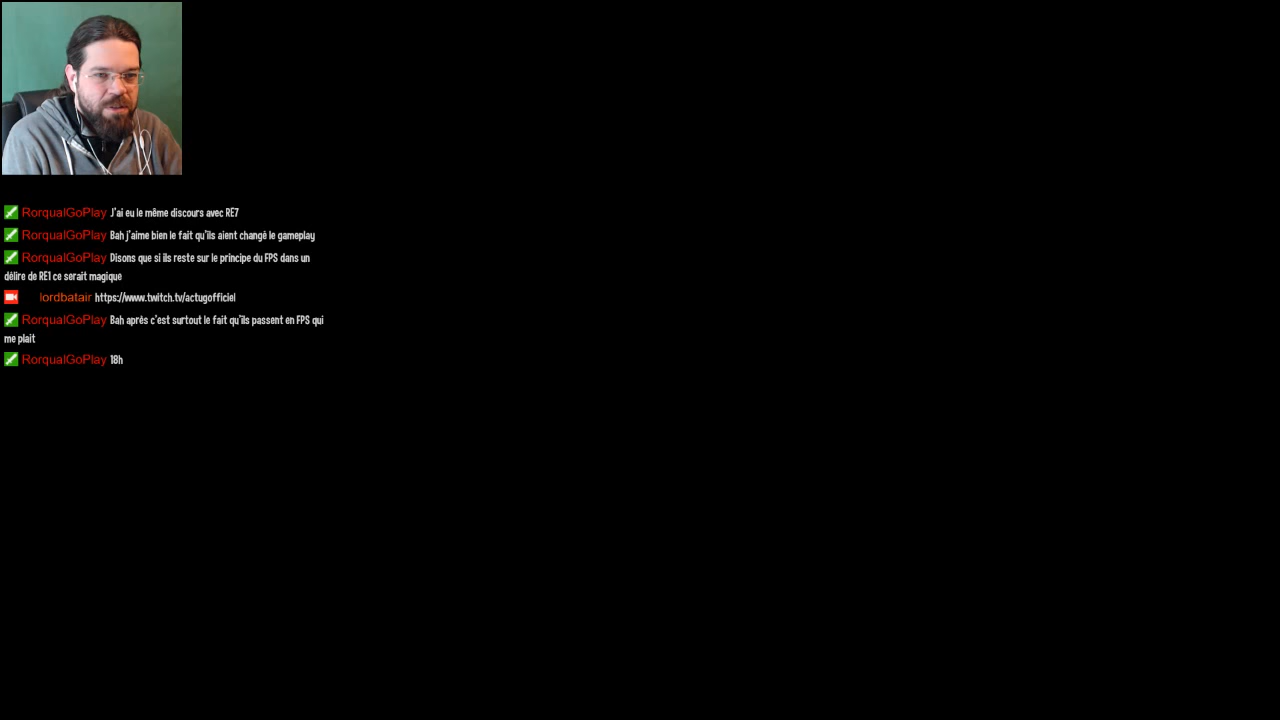 RorqualGoPlay J'ai eu le même discours avec RE7
RorqualGoPlay Bah j'aime bien le fait qu'ils aient changé le gameplay
RorqualGoPlay Disons que si ils reste sur le principe du FPS dans un
délire de RE1 ce serait magique
lordbatair https://www.twitch.tv/actugofficiel
RorqualGoPlay Bah après c'est surtout le fait qu'ils passent en FPS qui
me plait
RorqualGoPlay 18h